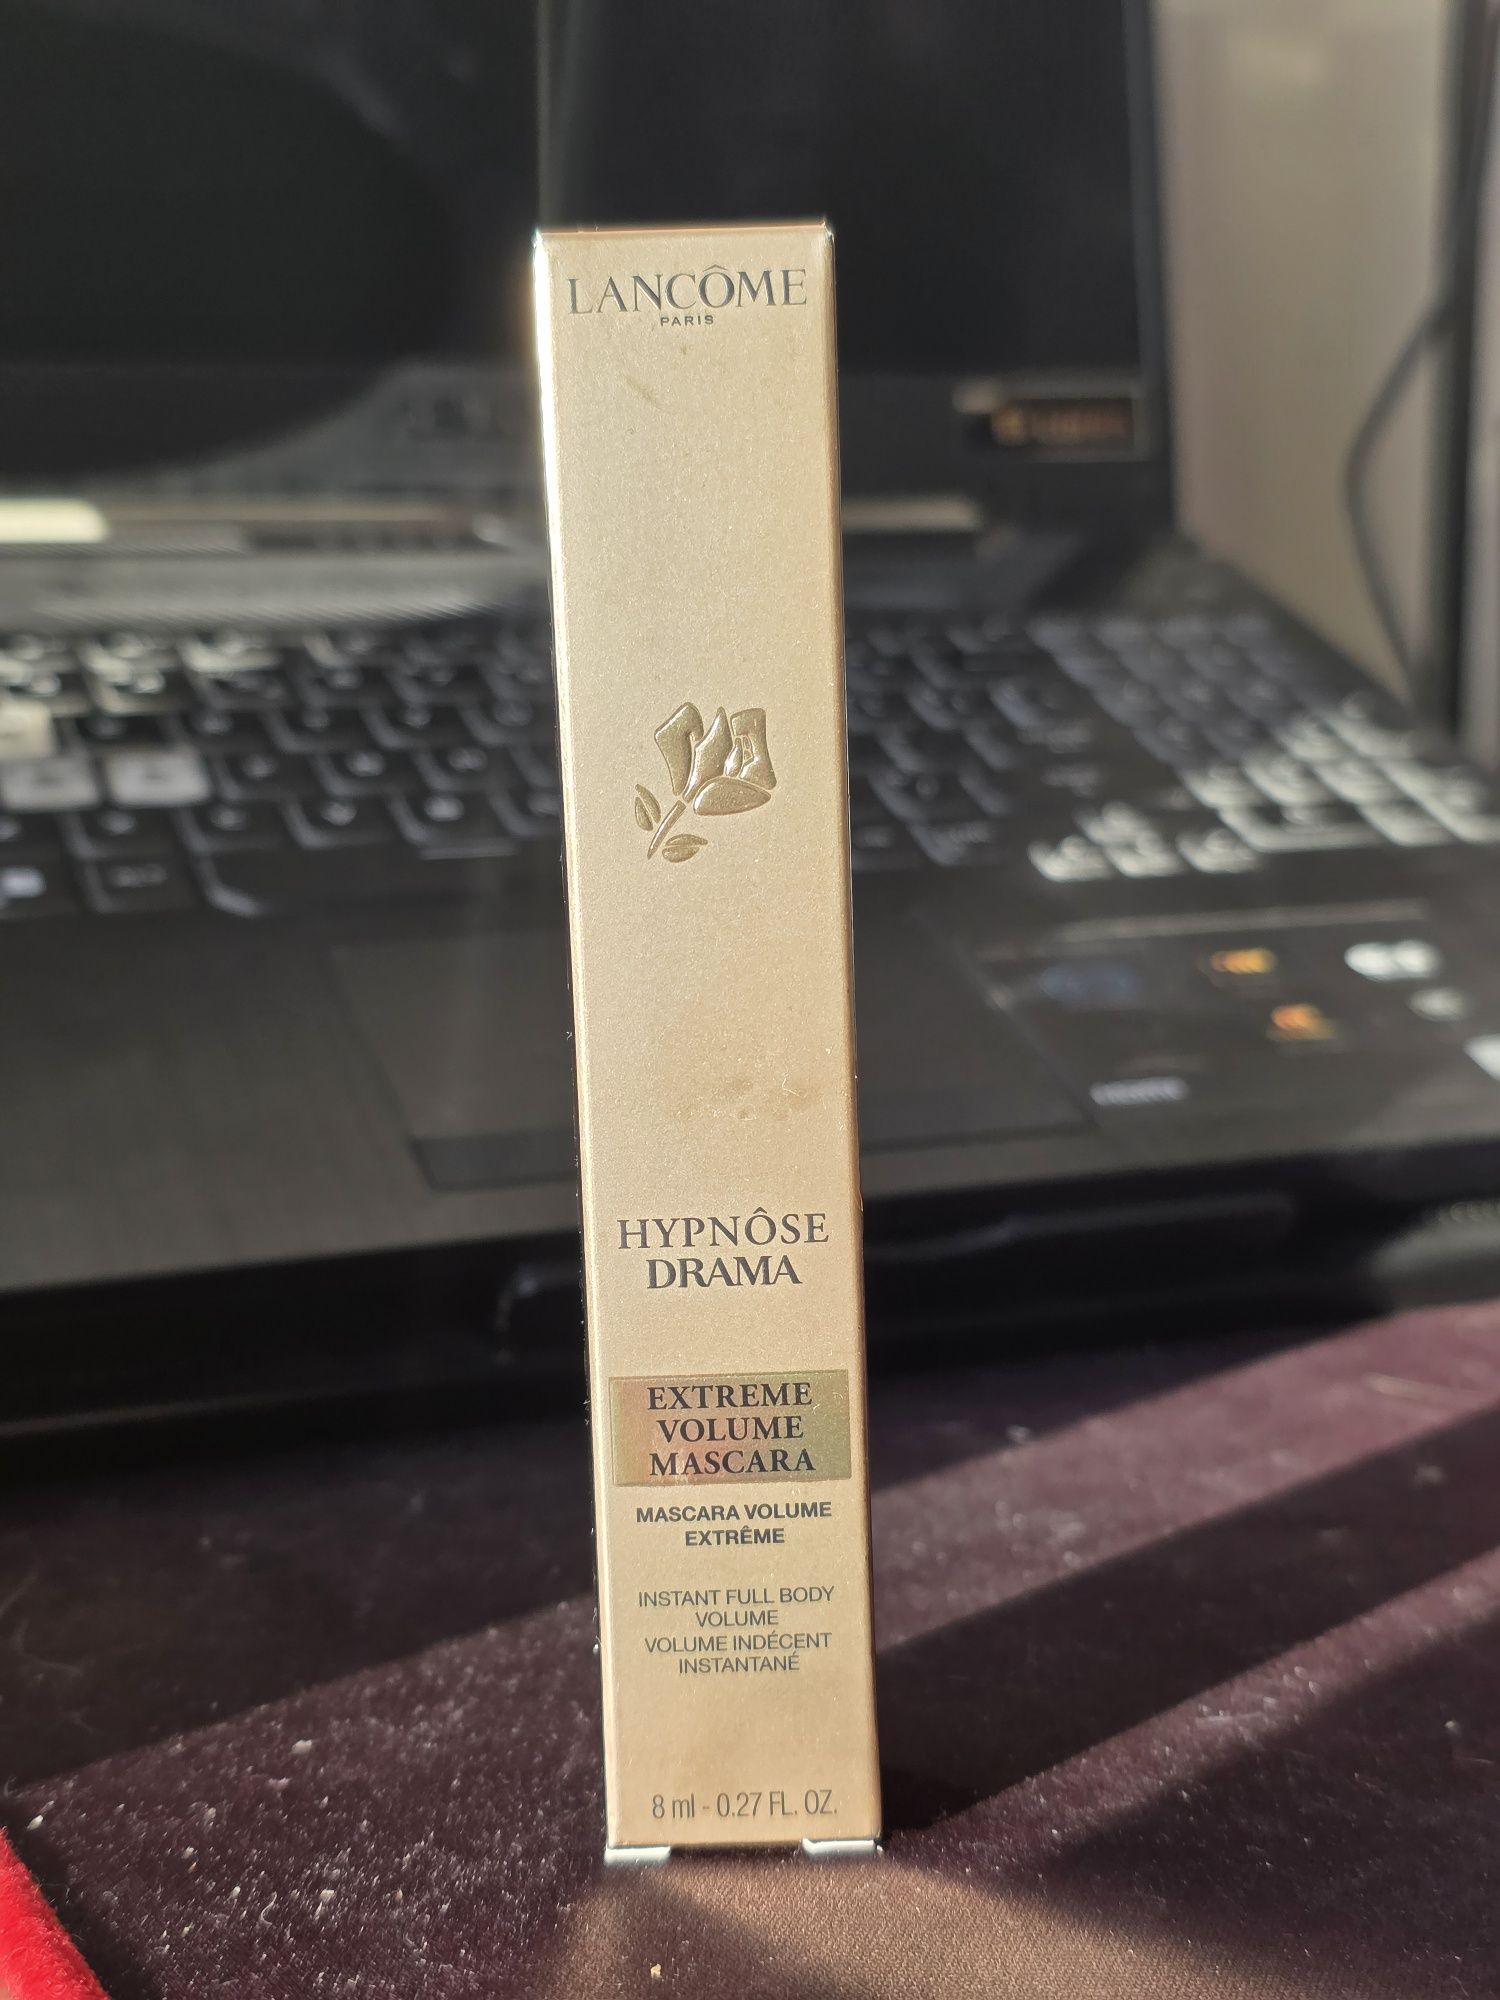 LANCÔME
PARIS
HYPNÔSE
DRAMA
EXTREME
VOLUME
MASCARA
MASCARA VOLUME
EXTRÊME
INSTANT FULL BODY
VOLUME
VOLUME INDÉCENT
INSTANTANÉ
8 ml - 0.27 FL. OZ.